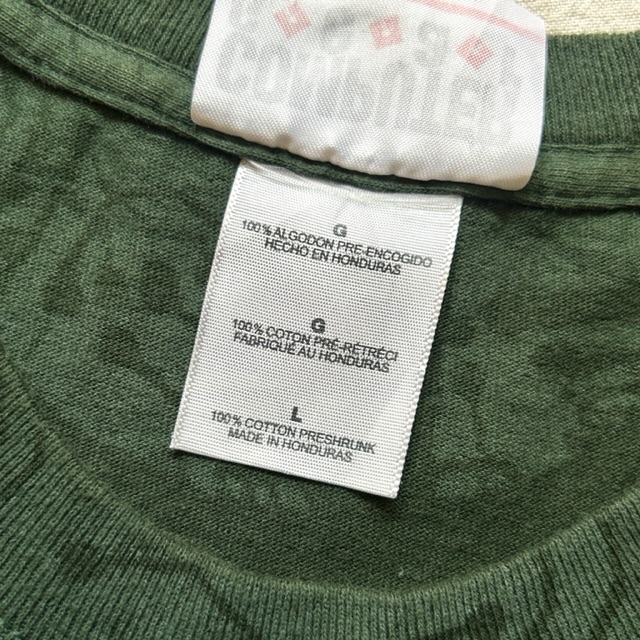 COMPUTER
G
100% ALGODON PRE-ENCOGIDO
HECHO EN HONDURAS
G
100% COTON PRÉ-RÉTRÉCI
FABRIQUÉ AU HONDURAS
L
100% COTTON PRESHRUNK
MADE IN HONDURAS